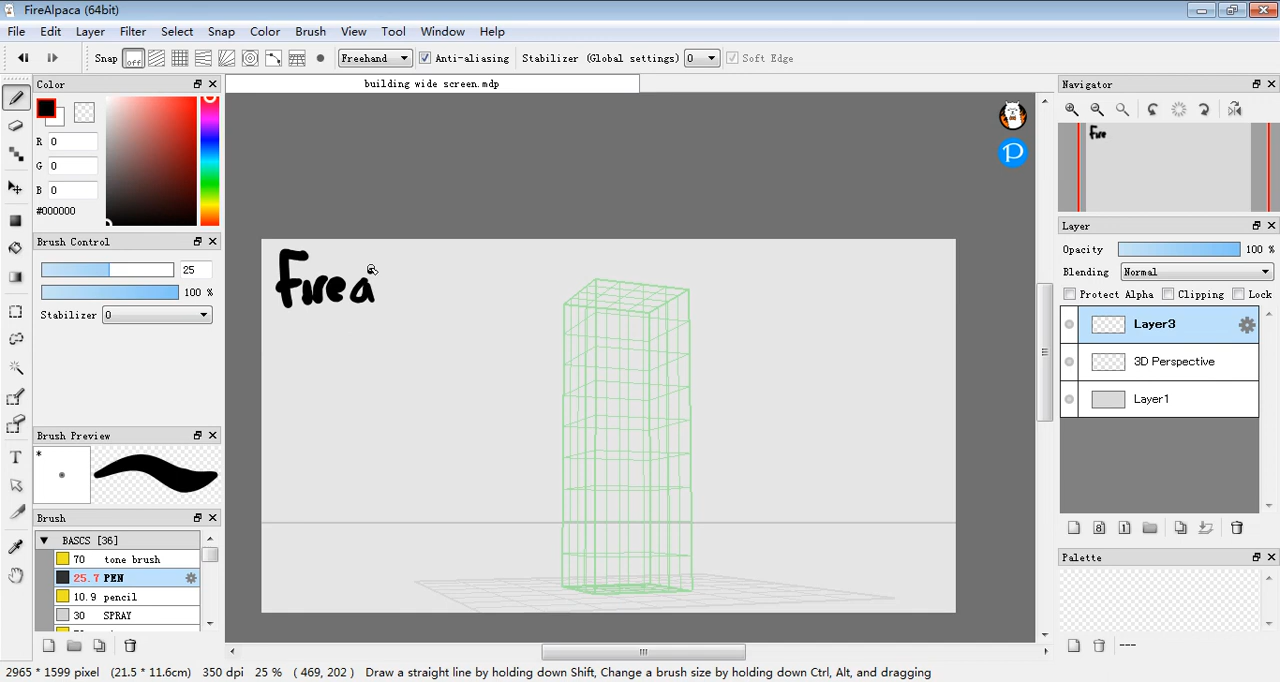 FireAlpaca (64bit)
File Edit Layer Filter Select Snap Color Brush View Tool Window Help
Snap off Freehand Anti-aliasing Stabilizer (Global settings) 0 Soft Edge
Color
building wide screen.mdp
Navigator
R 0
G 0
B 0
#000000
Fire
P
Brush Control
25
100 %
Stabilizer 0
Firea
Layer
Opacity 100 %
Blending Normal
Protect Alpha Clipping Lock
Layer3
3D Perspective
Layer1
8 1
Brush Preview
*
T
Brush
BASCS [36]
70 tone brush
25.7 PEN
10.9 pencil
30 SPRAY
Palette
---
2965 * 1599 pixel (21.5 * 11.6cm) 350 dpi 25 % ( 469, 202 ) Draw a straight line by holding down Shift, Change a brush size by holding down Ctrl, Alt, and dragging